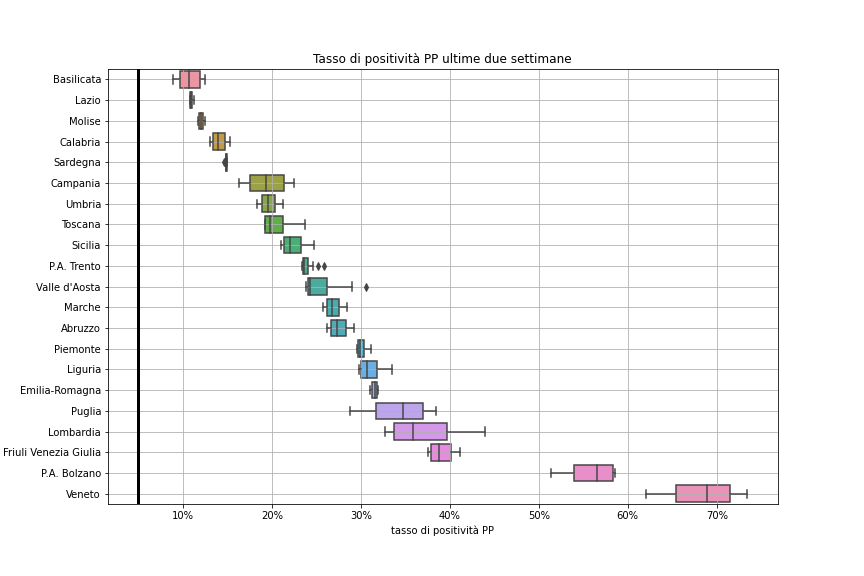 Tasso di positività PP ultime due settimane
Basilicata
Lazio
Molise
Calabria
Sardegna
Campania
Umbria
Toscana
Sicilia
P.A. Trento
Valle d'Aosta
Marche
Abruzzo
Piemonte
Liguria
Emilia-Romagna
Puglia
Lombardia
Friuli Venezia Giulia
P.A. Bolzano
Veneto
10% 20% 30% 40% 50% 60% 70%
tasso di positività PP